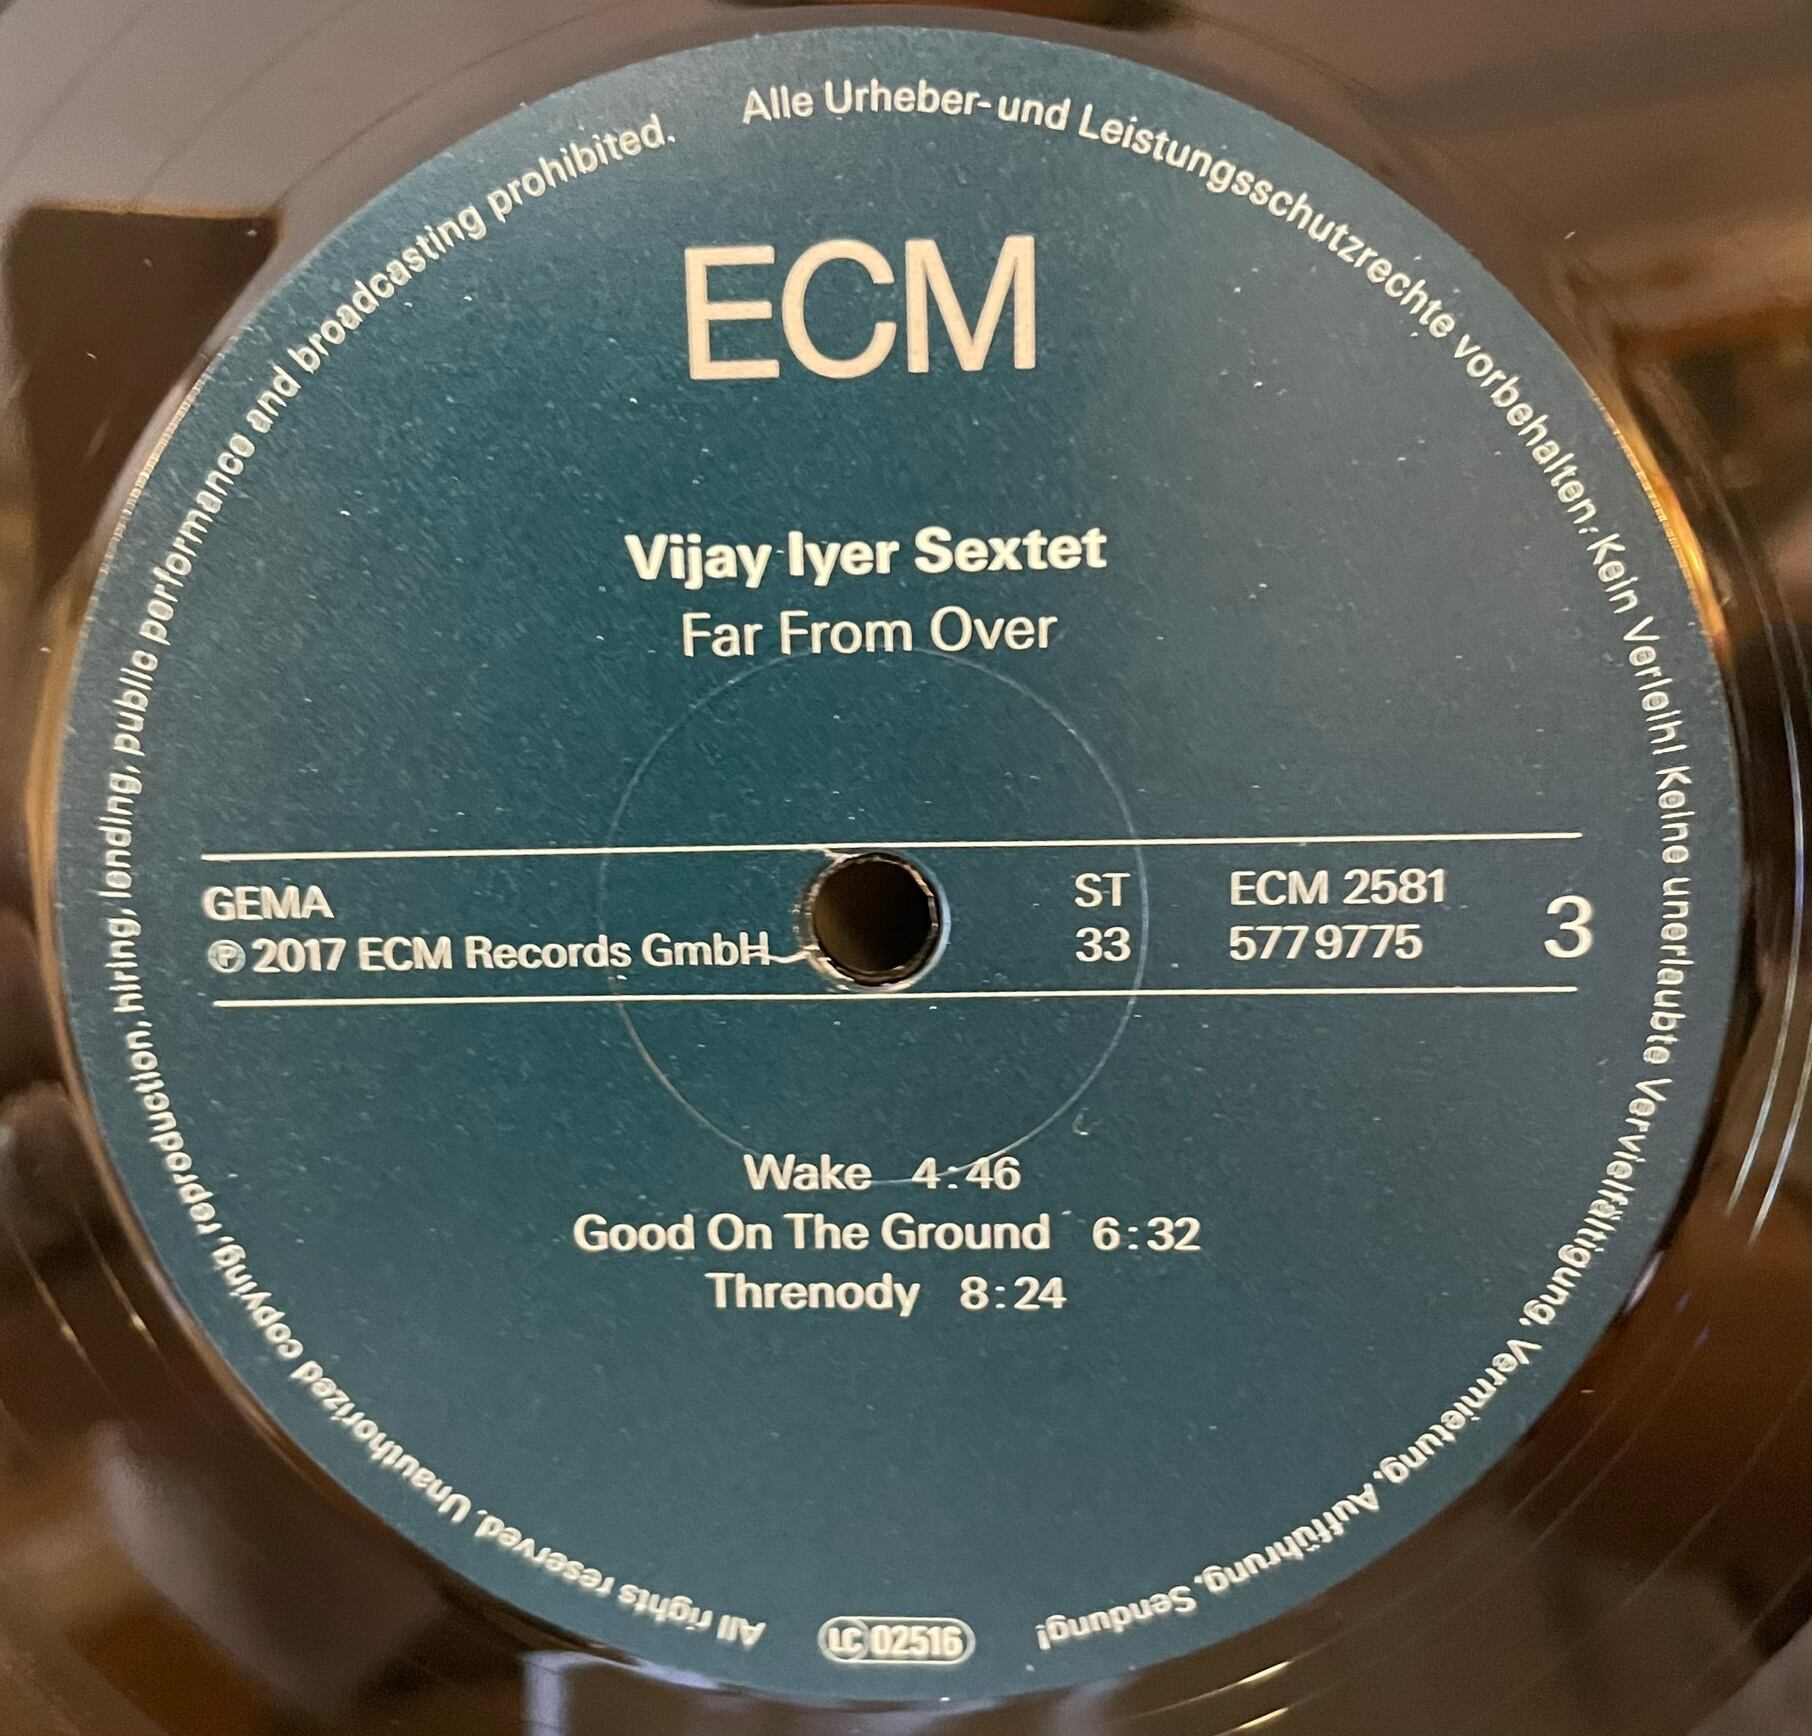 ECM
Vijay Iyer Sextet
Far From Over
GEMA
℗ 2017 ECM Records GmbH
ST
33
ECM 2581
577 9775
3
Wake 4:46
Good On The Ground 6:32
Threnody 8:24
LC 02516
All rights reserved. Unauthorized copying, reproduction, hiring, lending, public performance and broadcasting prohibited.
Alle Urheber- und Leistungsschutzrechte vorbehalten. Kein Verleih! Keine unerlaubte Vervielfältigung, Vermietung, Aufführung, Sendung!